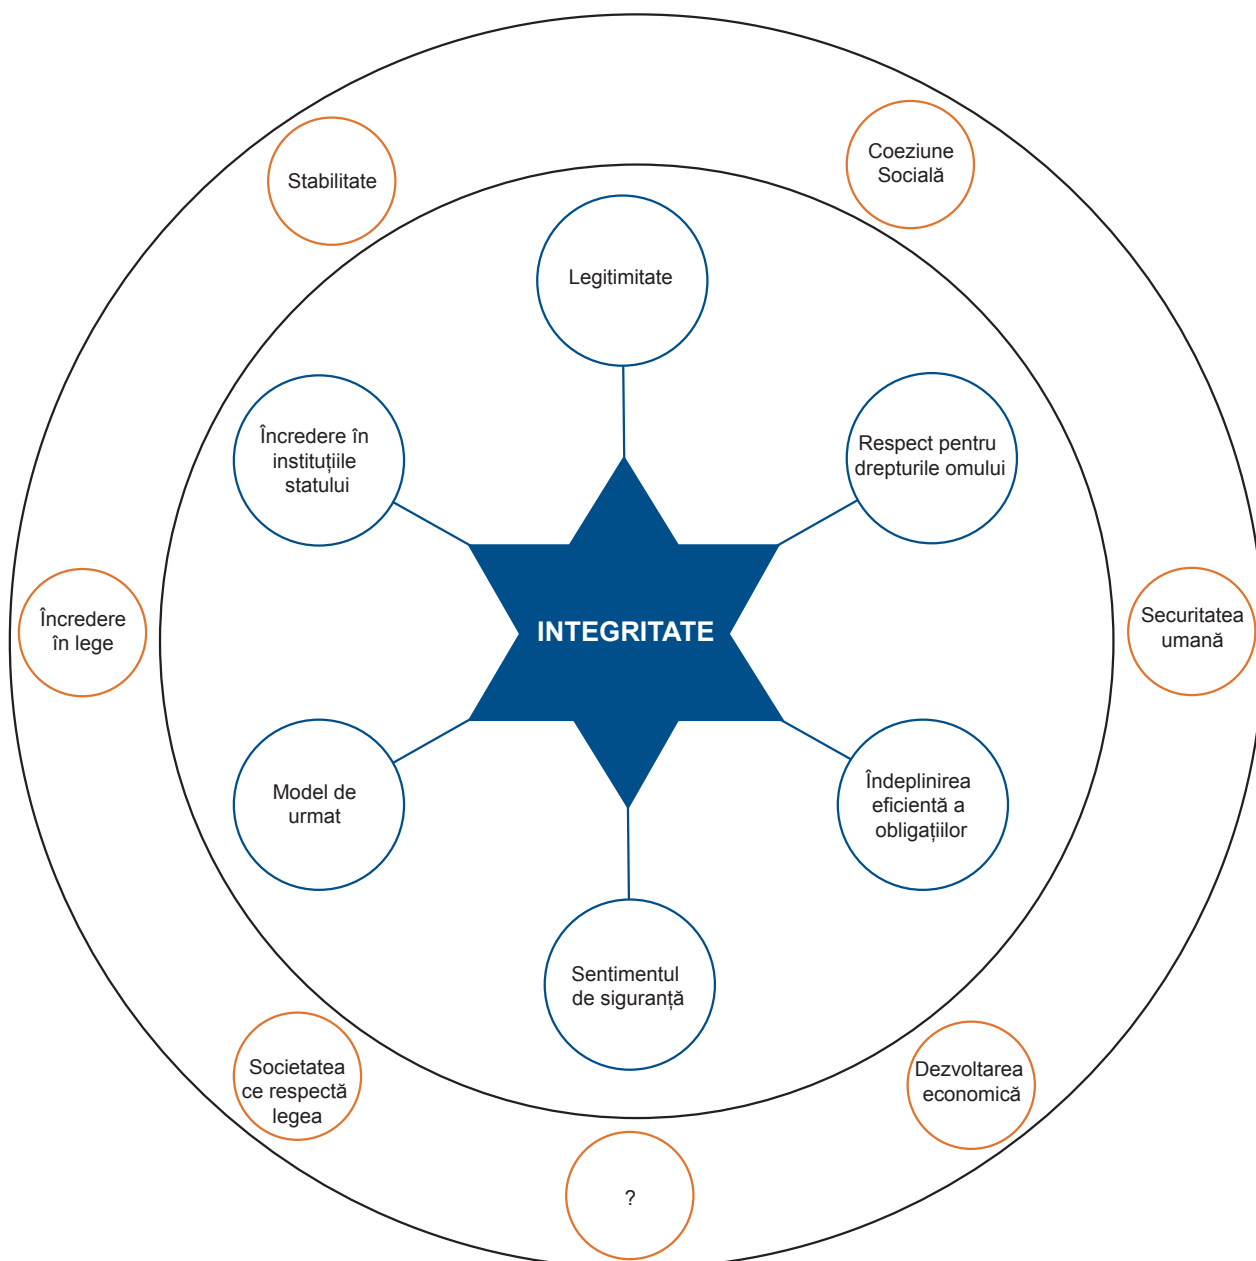 Coeziune
Socială
Stabilitate
Legitimitate
Încredere în
instituțiile
statului
Respect pentru
drepturile omului
Încredere
în lege
INTEGRITATE
Securitatea
umană
Model de
urmat
Îndeplinirea
eficientă a
obligațiilor
Sentimentul
de siguranță
Societatea
ce respectă
legea
Dezvoltarea
economică
?